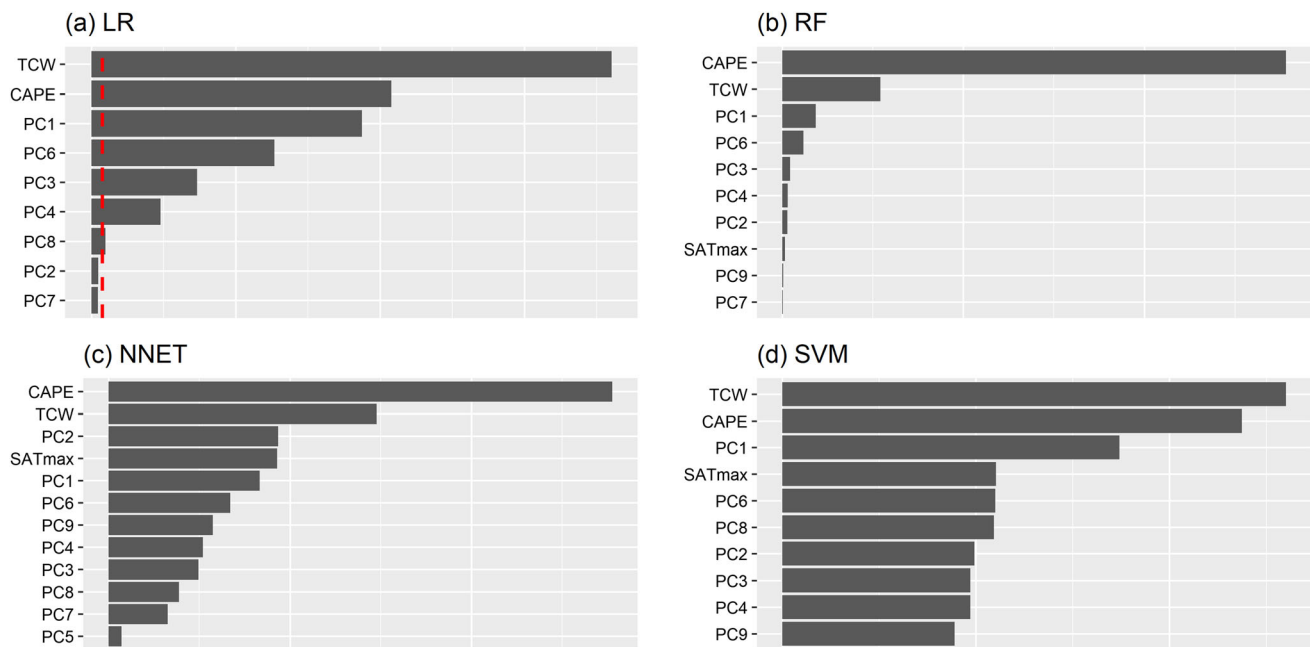 (a) LR
TCW
CAPE
PC1
PC6
PC3
PC4
PC8
PC2
PC7
(b) RF
CAPE
TCW
PC1
PC6
PC3
PC4
PC2
SATmax
PC9
PC7
(c) NNET
CAPE
TCW
PC2
SATmax
PC1
PC6
PC9
PC4
PC3
PC8
PC7
PC5
(d) SVM
TCW
CAPE
PC1
SATmax
PC6
PC8
PC2
PC3
PC4
PC9